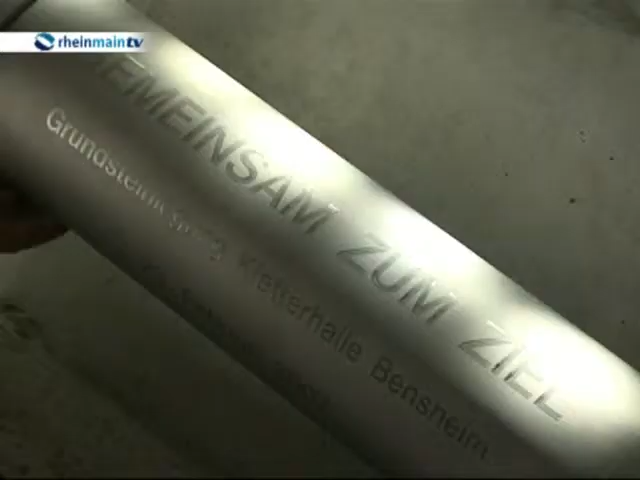 rheinmaintv
GEMEINSAM ZUM ZIEL
Grundsteinlegung Kletterhalle Bensheim